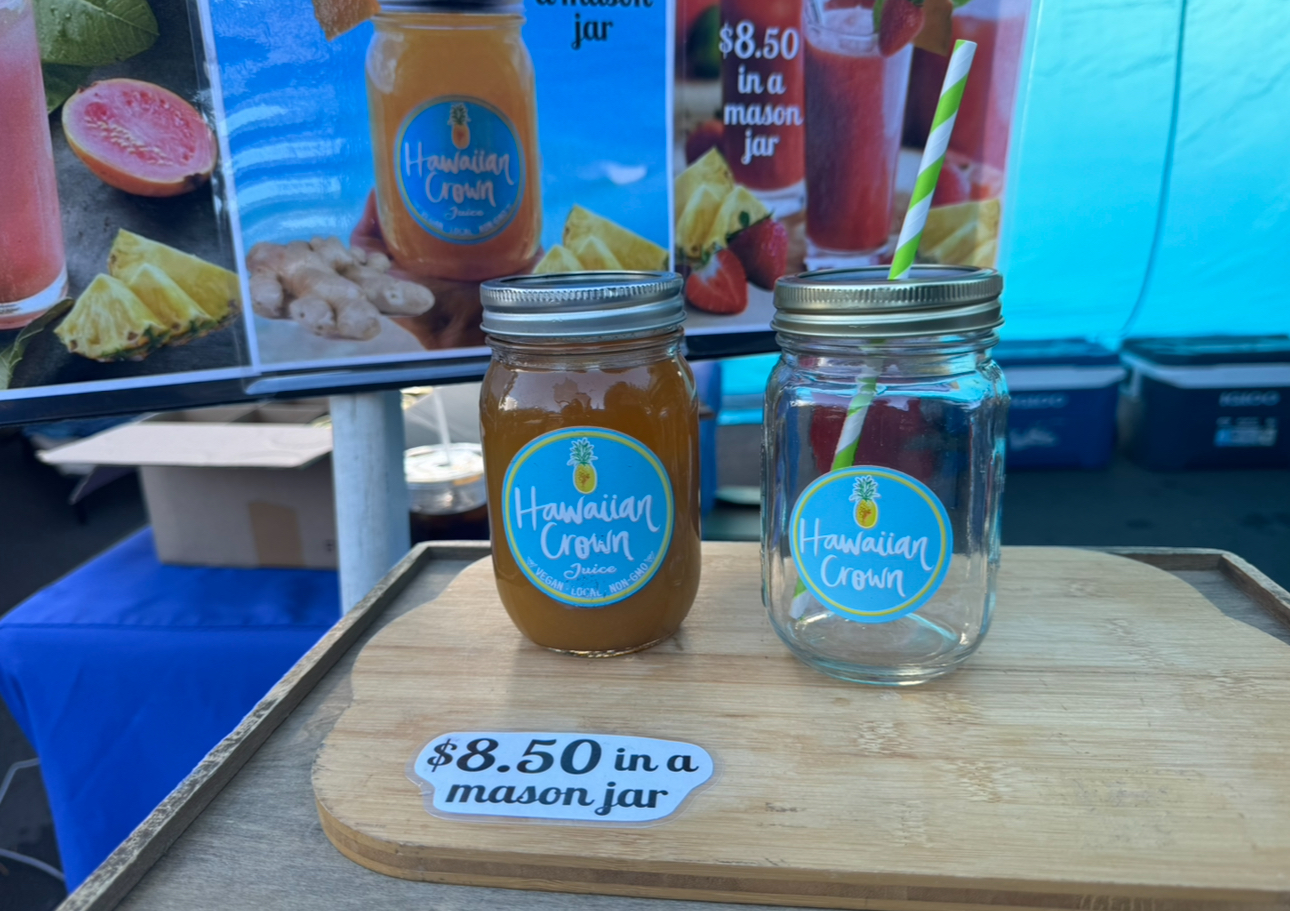 a mason
jar
$8.50
in a
mason
jar
Hawaiian
Crown
Juice
Hawaiian
Crown
Juice
VEGAN · LOCAL · NON-GMO
Hawaiian
Crown
$8.50 in a
mason jar